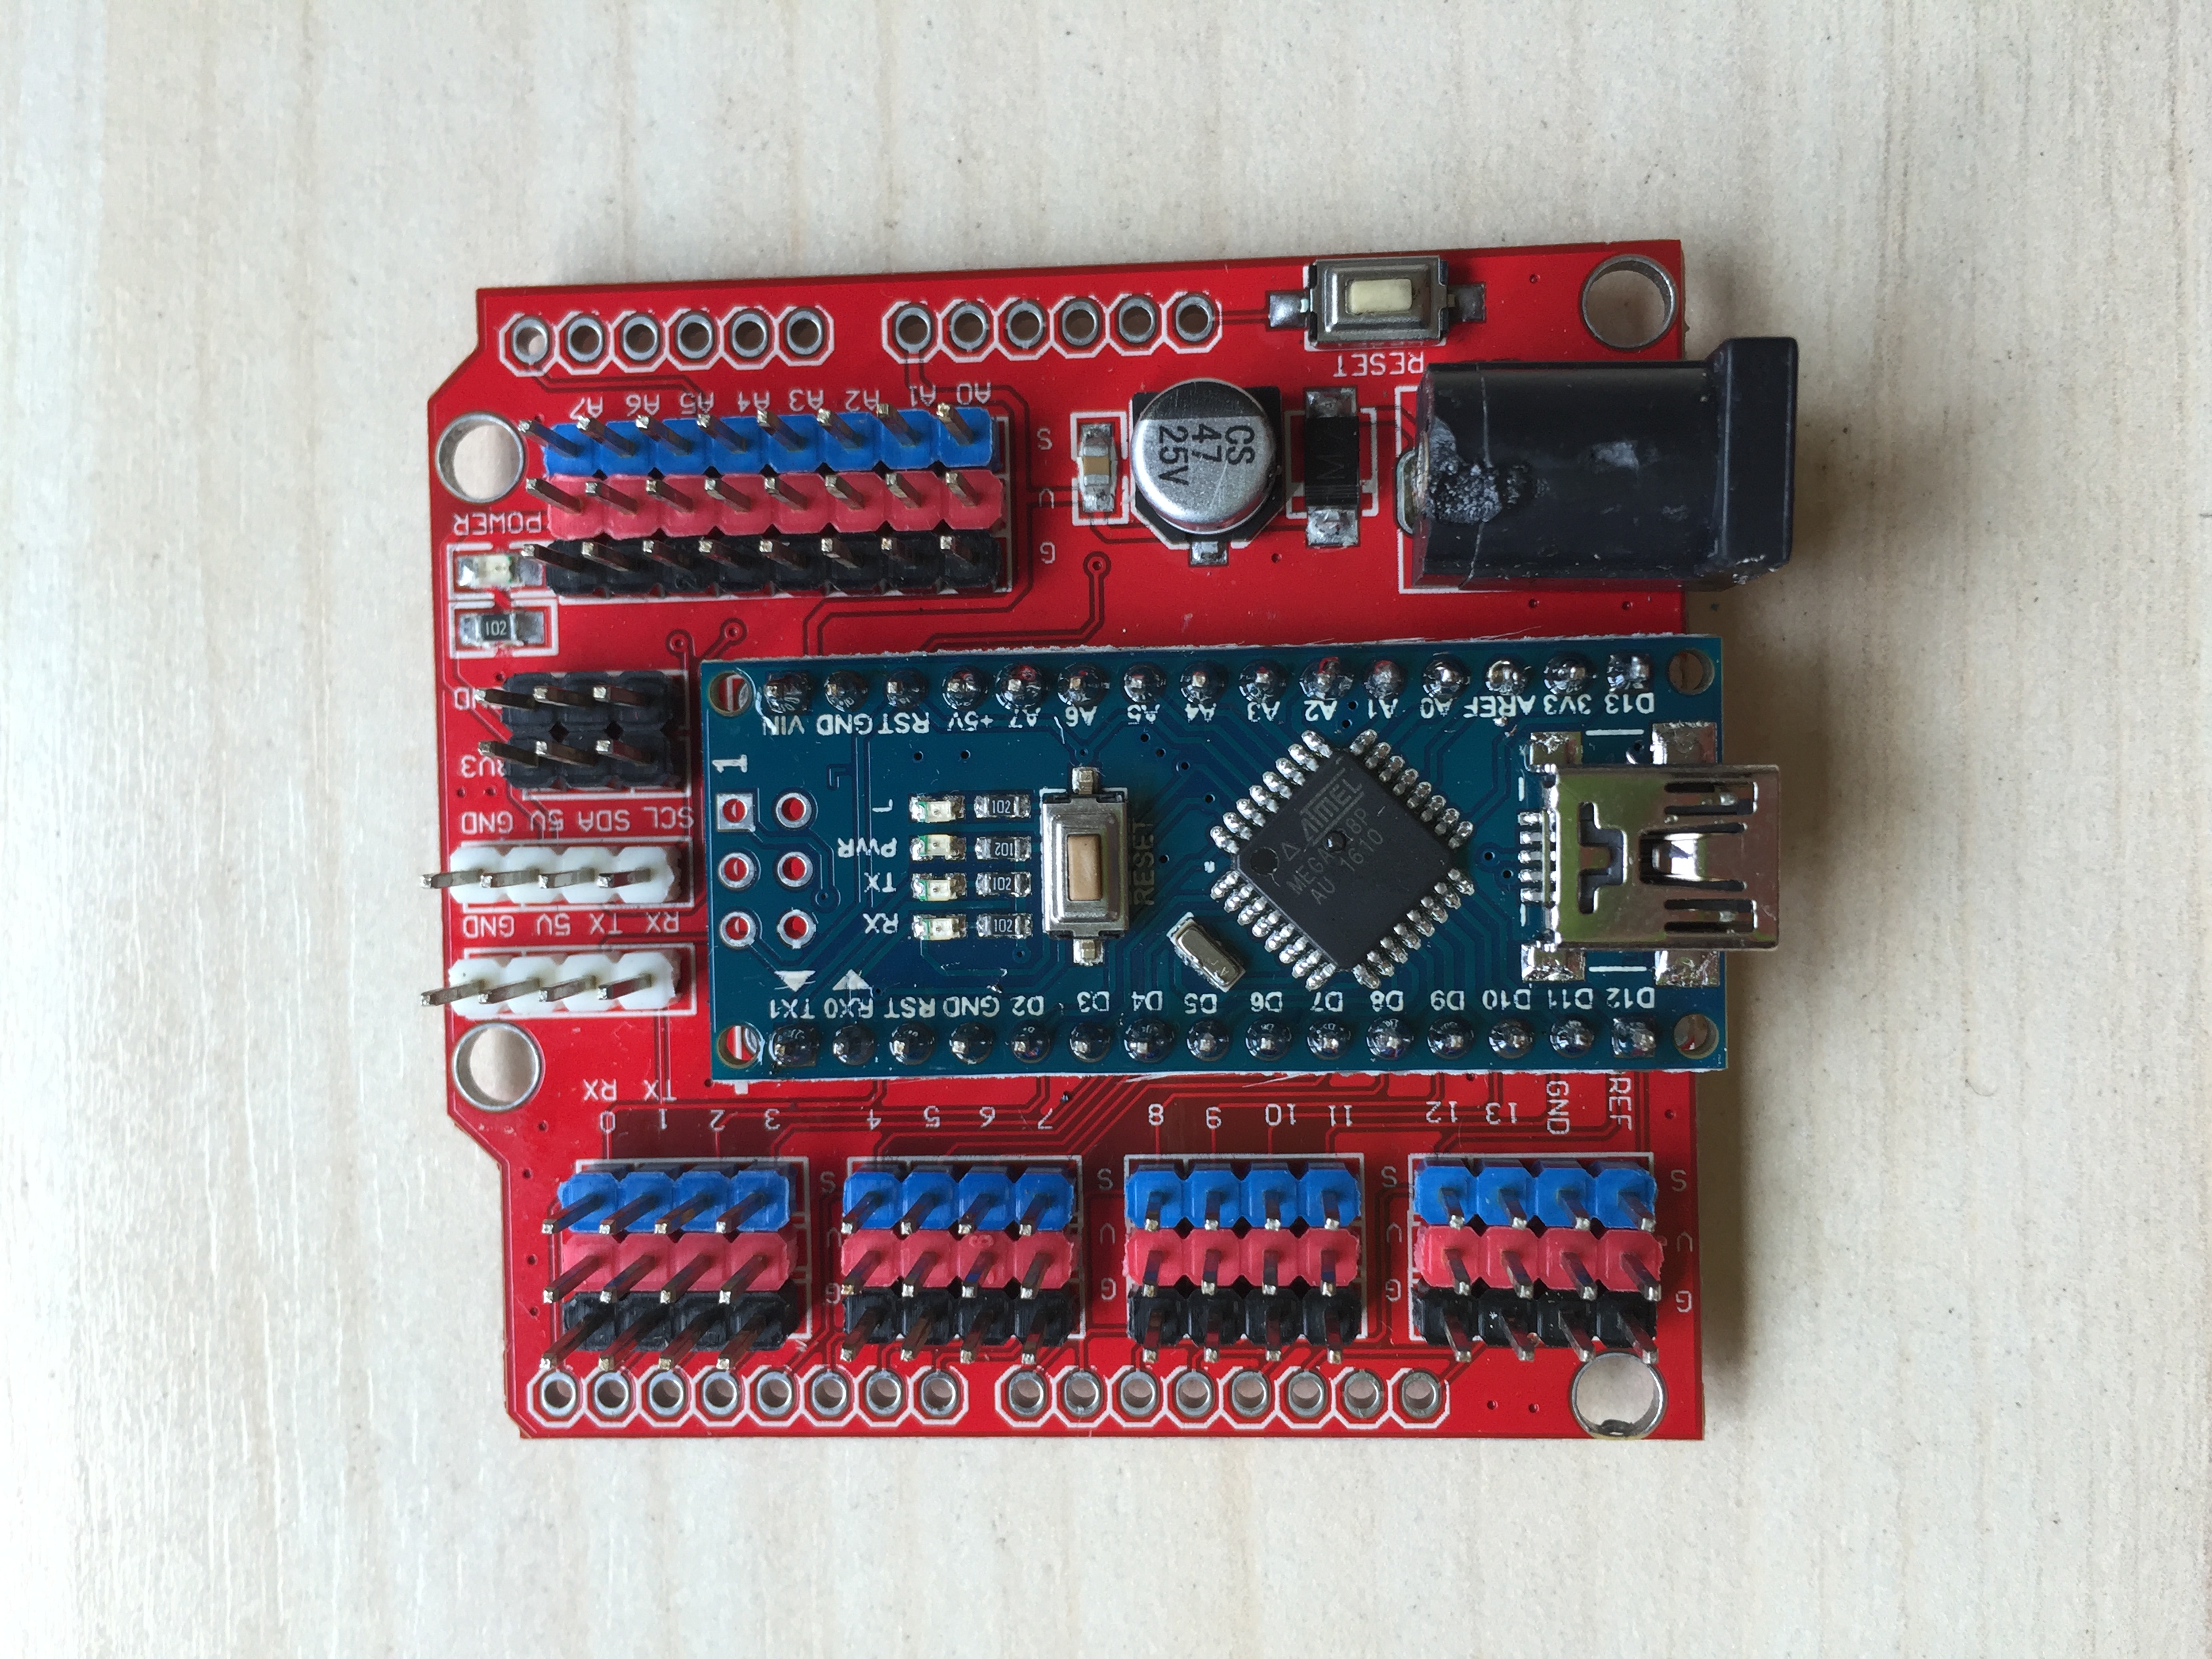 RX TX 5V GND
SCL SDA 5V GND
3V3
GND
102
POWER
0 RX
1 TX
2
3
G V S
4
5
6
7
G V S
8
9
10
11
G V S
12
13
GND
AREF
G V S
A7
A6
A5
A4
A3
A2
A1
A0
G V S
1
TX1
RX0
RST
GND
D2
D3
D4
D5
D6
D7
D8
D9
D10
D11
D12
VIN
GND
RST
+5V
A7
A6
A5
A4
A3
A2
A1
A0
AREF
3V3
D13
RX
TX
PWR
L
102
102
102
102
RESET
ATMEL
AU 1610
GS
47
25V
RESET